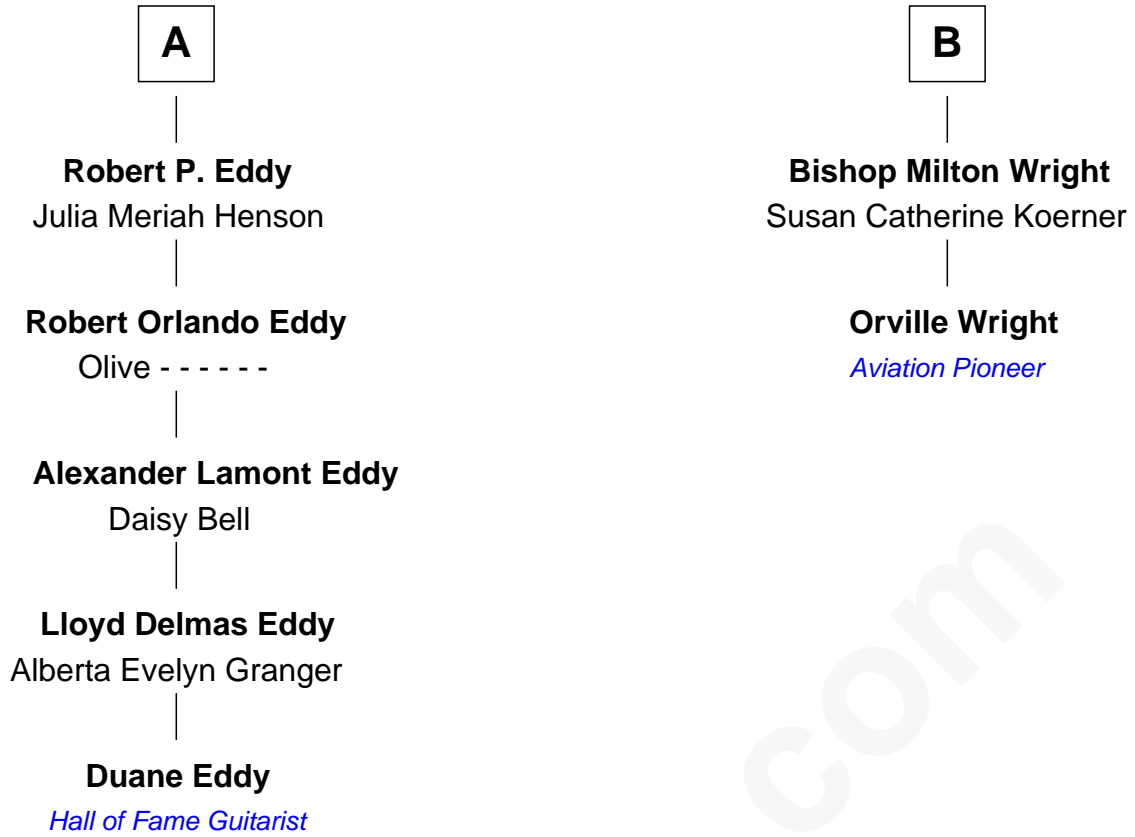 A
Robert P. Eddy
Julia Meriah Henson
Robert Orlando Eddy
Olive - - - - - -
Alexander Lamont Eddy
Daisy Bell
Lloyd Delmas Eddy
Alberta Evelyn Granger
Duane Eddy
Hall of Fame Guitarist
B
Bishop Milton Wright
Susan Catherine Koerner
Orville Wright
Aviation Pioneer
com